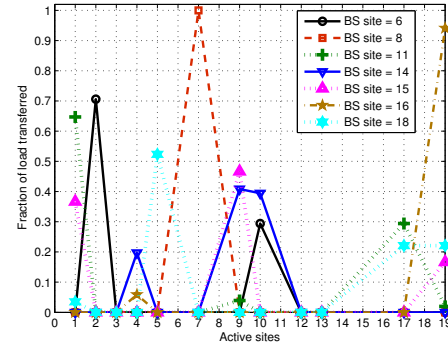 1
0.9
0.8
0.7
0.6
0.5
0.4
0.3
0.2
0.1
0
Fraction of load transferred
BS site = 6
BS site = 8
BS site = 11
BS site = 14
BS site = 15
BS site = 16
BS site = 18
0 1 2 3 4 5 6 7 8 9 10 11 12 13 14 15 16 17 18 19
Active sites